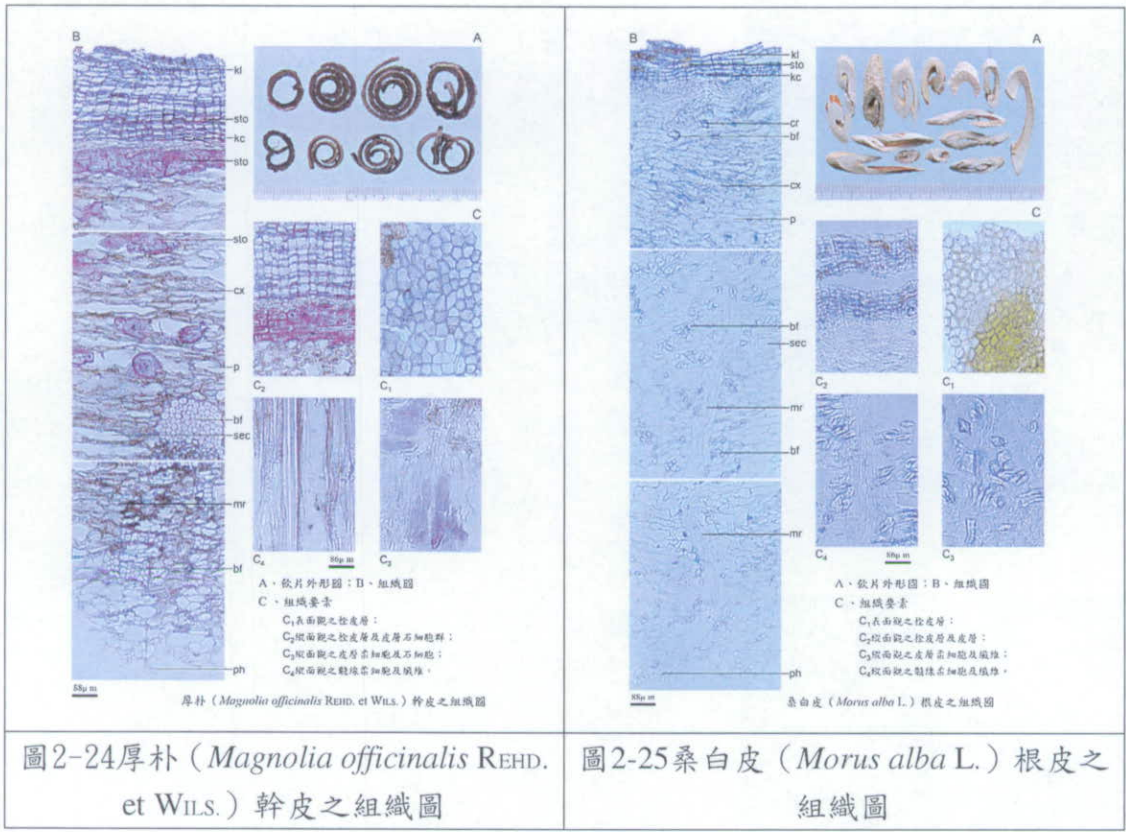 B
A
kl
sto
kc
sto
C
sto
cx
p
C₂
C₁
bf
sec
mr
bf
C₄
86μ m
C₃
A、飲片外形圖；B、組織圖
C、組織要素
C₁表面觀之栓皮層；
C₂縱面觀之栓皮層及皮層石細胞群；
C₃縱面觀之皮層柔細胞及石細胞；
C₄縱面觀之髓線柔細胞及纖維。
ph
58μ m
厚朴（Magnolia officinalis REHD. et WILS.）幹皮之組織圖
圖2-24厚朴（Magnolia officinalis REHD.
et WILS.）幹皮之組織圖
B
A
kl
sto
kc
cr
bf
cx
p
C
bf
sec
C₂
C₁
mr
bf
mr
C₄
86μ m
C₃
A、飲片外形圖；B、組織圖
C、組織要素
C₁表面觀之栓皮層；
C₂縱面觀之栓皮層及皮層；
C₃縱面觀之皮層柔細胞及纖維；
C₄縱面觀之髓線柔細胞及纖維。
ph
88μ m
桑白皮（Morus alba L.）根皮之組織圖
圖2-25桑白皮（Morus alba L.）根皮之
組織圖